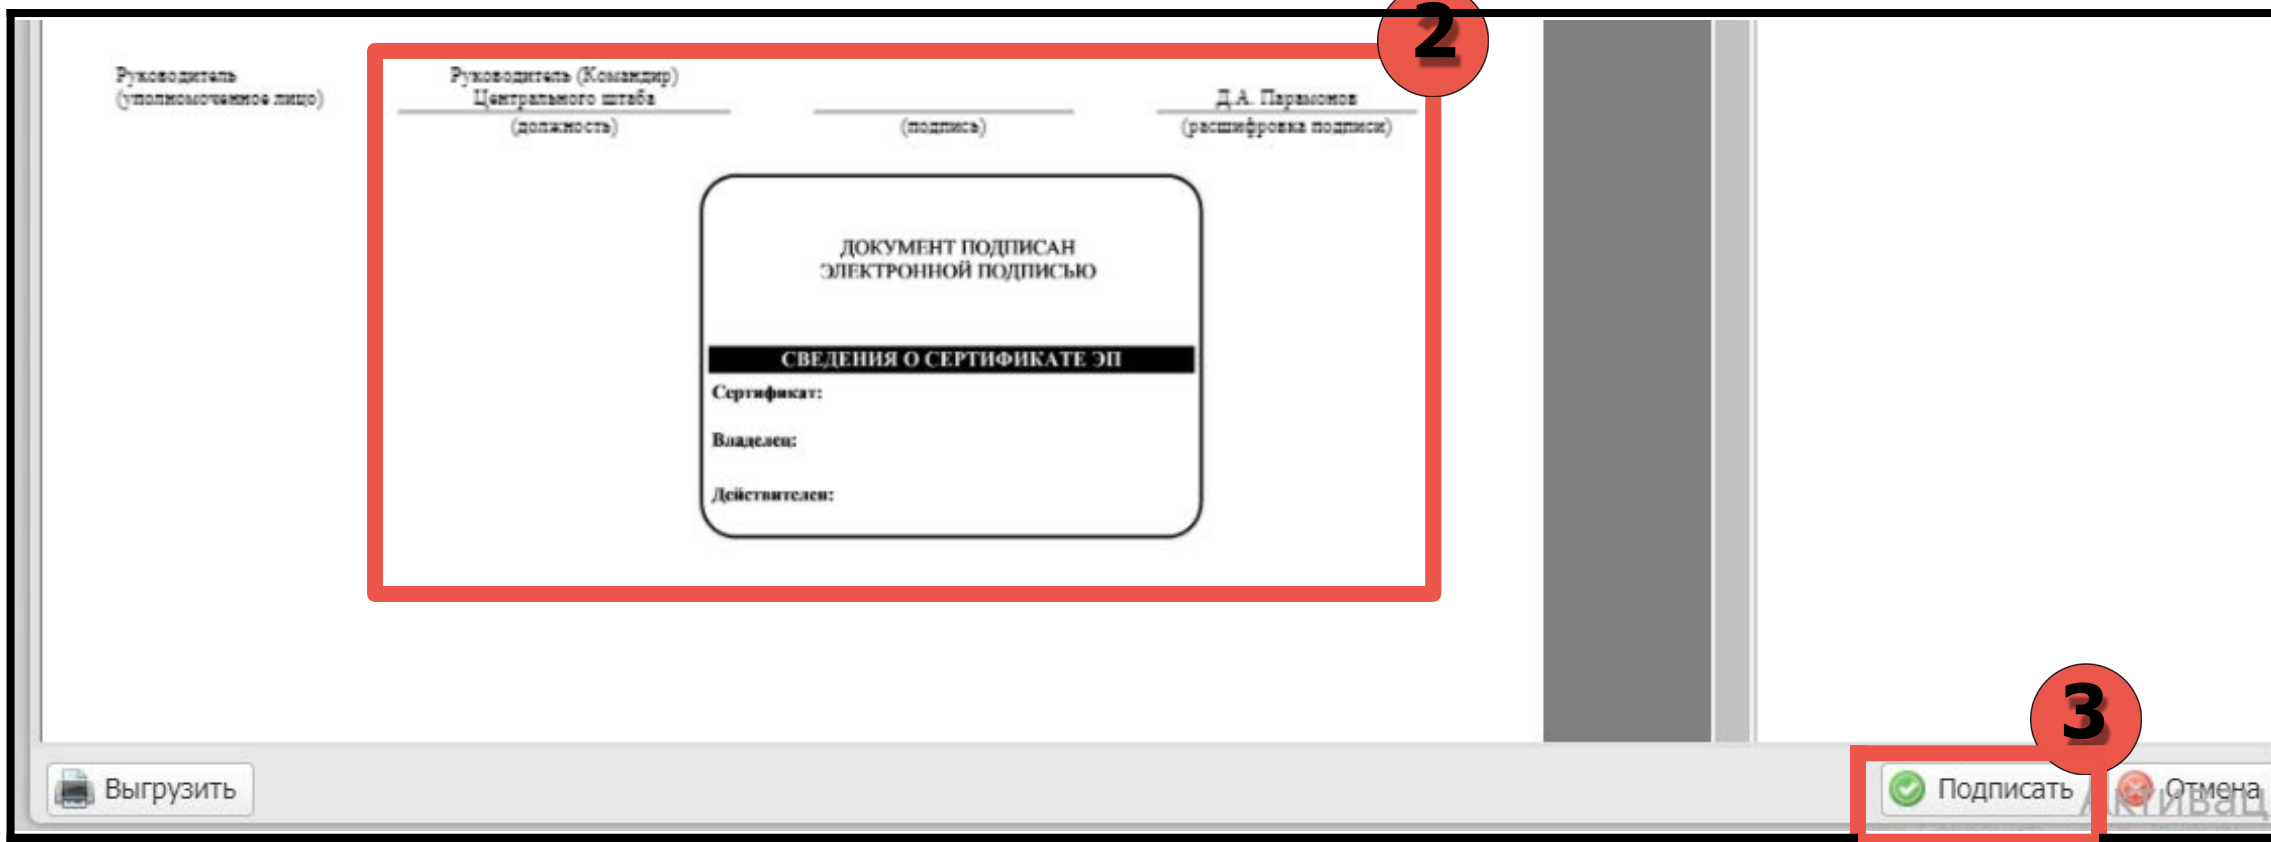 2
Руководитель
(уполномоченное лицо)
Руководитель (Командир)
Центрального штаба
(должность)
(подпись)
Д.А. Парамонов
(расшифровка подписи)
ДОКУМЕНТ ПОДПИСАН
ЭЛЕКТРОННОЙ ПОДПИСЬЮ
СВЕДЕНИЯ О СЕРТИФИКАТЕ ЭП
Сертификат:
Владелец:
Действителен:
3
Выгрузить
Подписать
Отмена
Активац